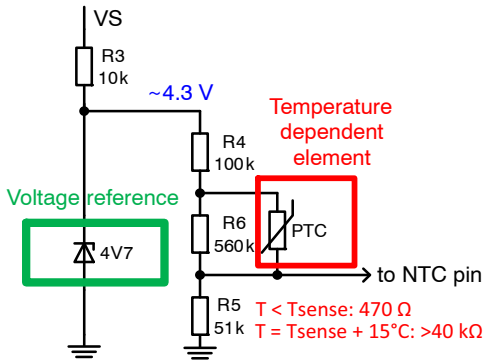 VS
R3
10k
~4.3 V
Temperature
dependent
element
R4
100k
Voltage reference
R6
560k
PTC
4V7
to NTC pin
R5
51k
T < Tsense: 470 Ω
T = Tsense + 15°C: >40 kΩ